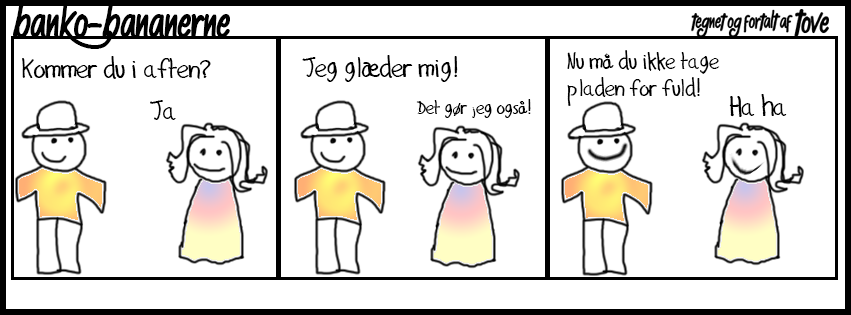 banko-bananerne
tegnet og fortalt af Tove
Kommer du i aften?
Ja
Jeg glæder mig!
Det gør jeg også!
Nu må du ikke tage
pladen for fuld!
Ha ha